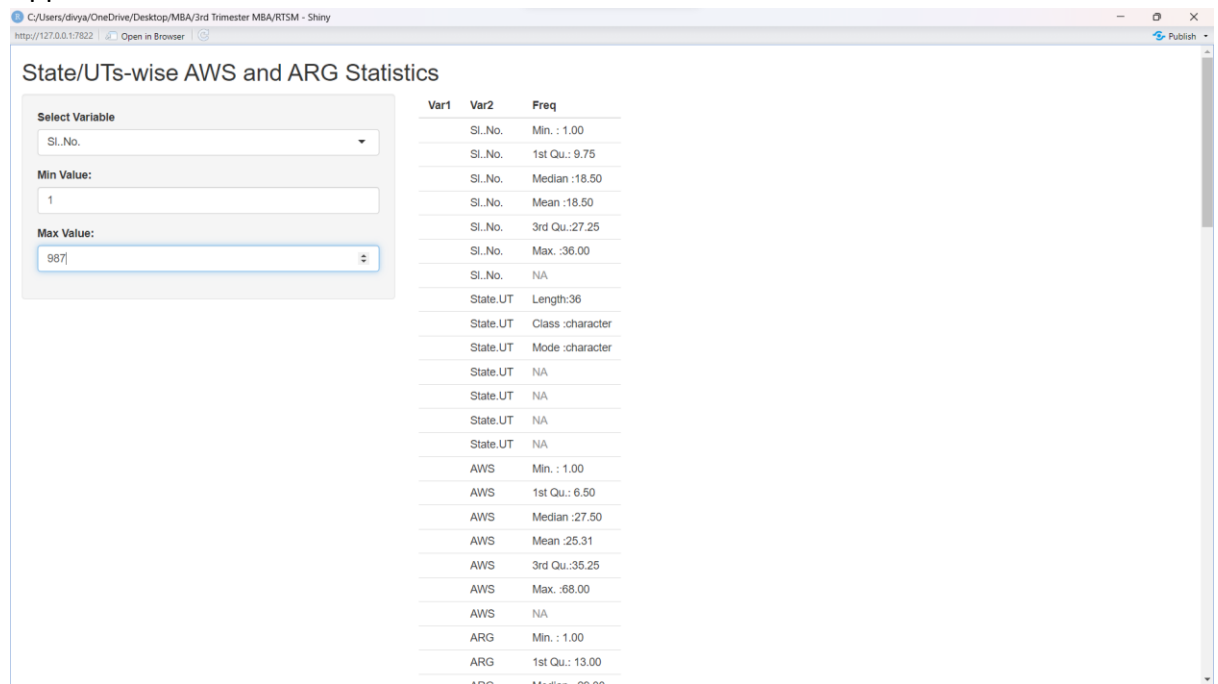 C:/Users/divya/OneDrive/Desktop/MBA/3rd Trimester MBA/RTSM - Shiny
http://127.0.0.1:7822 Open in Browser Publish
State/UTs-wise AWS and ARG Statistics
Select Variable
Sl..No.
Min Value:
1
Max Value:
987
Var1 Var2 Freq
Sl..No. Min. : 1.00
Sl..No. 1st Qu.: 9.75
Sl..No. Median :18.50
Sl..No. Mean :18.50
Sl..No. 3rd Qu.:27.25
Sl..No. Max. :36.00
Sl..No. NA
State.UT Length:36
State.UT Class :character
State.UT Mode :character
State.UT NA
State.UT NA
State.UT NA
State.UT NA
AWS Min. : 1.00
AWS 1st Qu.: 6.50
AWS Median :27.50
AWS Mean :25.31
AWS 3rd Qu.:35.25
AWS Max. :68.00
AWS NA
ARG Min. : 1.00
ARG 1st Qu.: 13.00